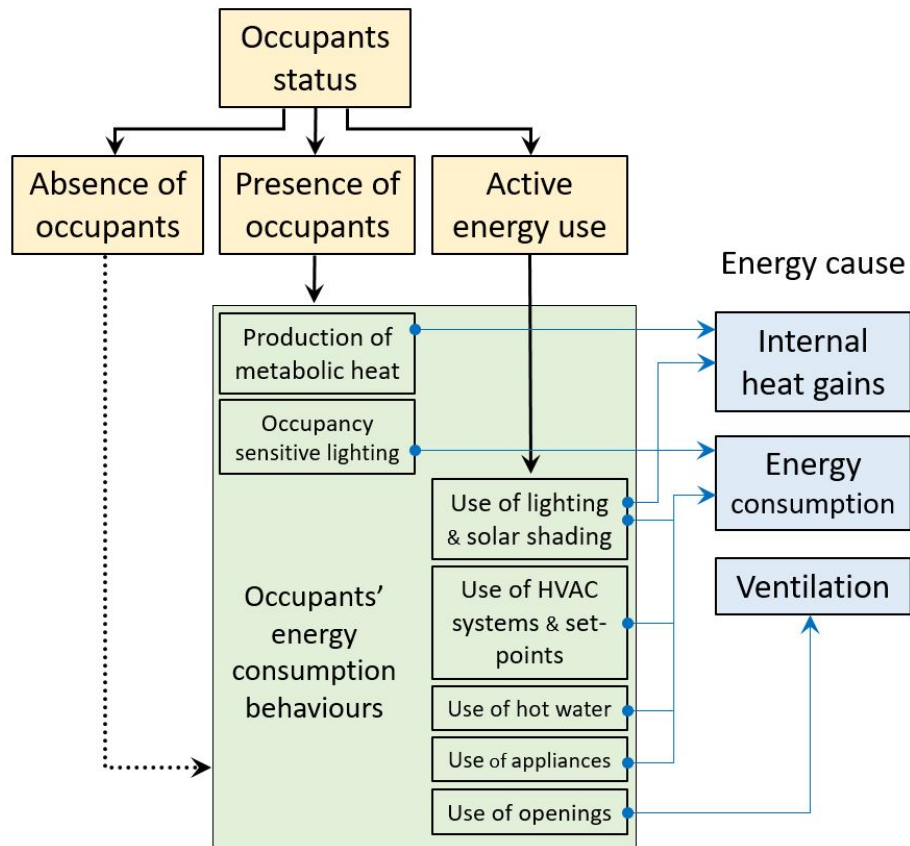 Occupants
status
Absence of
occupants
Presence of
occupants
Active
energy use
Energy cause
Production of
metabolic heat
Internal
heat gains
Occupancy
sensitive lighting
Energy
consumption
Use of lighting
& solar shading
Ventilation
Use of HVAC
systems & set-
points
Occupants’
energy
consumption
behaviours
Use of hot water
Use of appliances
Use of openings